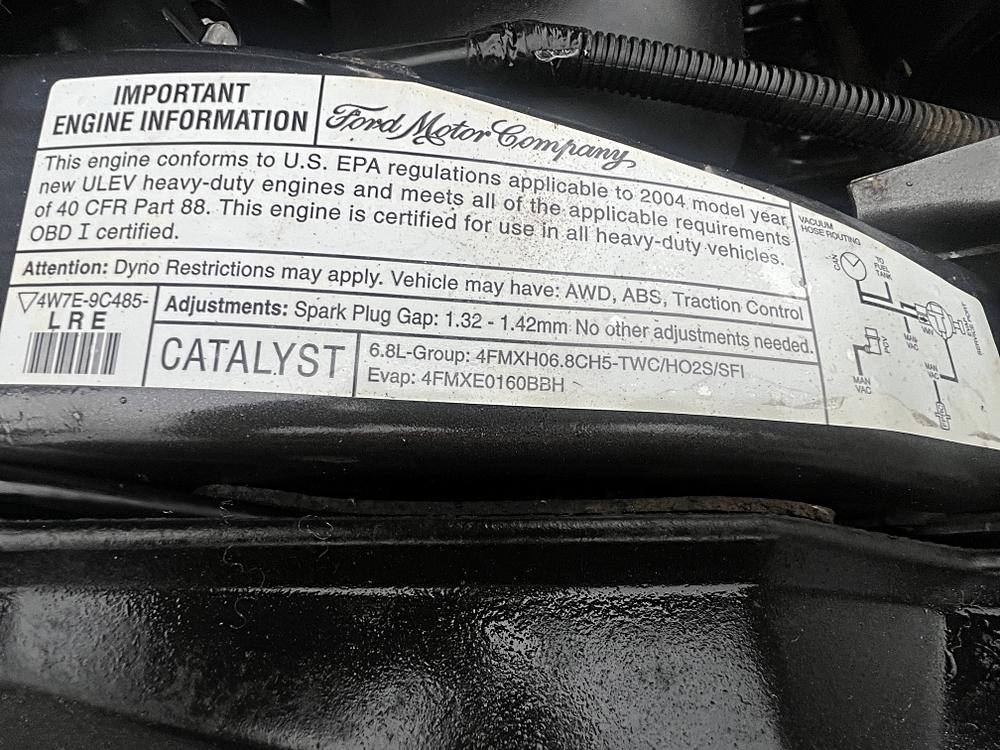 IMPORTANT
ENGINE INFORMATION
Ford Motor Company
This engine conforms to U.S. EPA regulations applicable to 2004 model year
new ULEV heavy-duty engines and meets all of the applicable requirements
of 40 CFR Part 88. This engine is certified for use in all heavy-duty vehicles.
OBD I certified.
Attention: Dyno Restrictions may apply. Vehicle may have: AWD, ABS, Traction Control
4W7E-9C485-
LRE
Adjustments: Spark Plug Gap: 1.32 - 1.42mm No other adjustments needed.
CATALYST
6.8L-Group: 4FMXH06.8CH5-TWC/HO2S/SFI
Evap: 4FMXE0160BBH
VACUUM
HOSE ROUTING
TO
FUEL
TANK
MAN
VAC
PCV
MAN
VAC
MAN
VAC